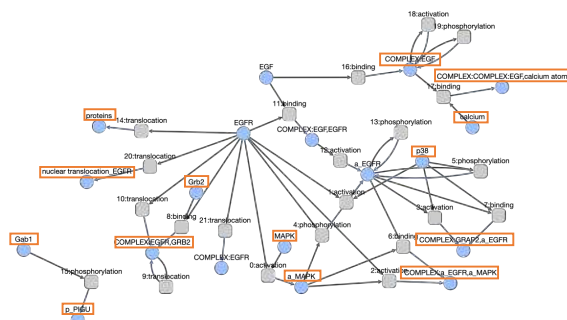 18:activation
19:phosphorylation
COMPLEX:EGF
EGF
16:binding
COMPLEX:COMPLEX:EGF,calcium atom
17:binding
11:binding
proteins
14:translocation
EGFR
COMPLEX:EGF,EGFR
13:phosphorylation
calcium
12:activation
p38
20:translocation
a_EGFR
5:phosphorylation
nuclear translocation_EGFR
Grb2
1:activation
10:translocation
3:activation
7:binding
8:binding
21:translocation
4:phosphorylation
Gab1
COMPLEX:EGFR,GRB2
MAPK
6:binding
COMPLEX:GRAP2,a_EGFR
COMPLEX:EGFR
15:phosphorylation
0:activation
a_MAPK
2:activation
COMPLEX:a_EGFR,a_MAPK
9:translocation